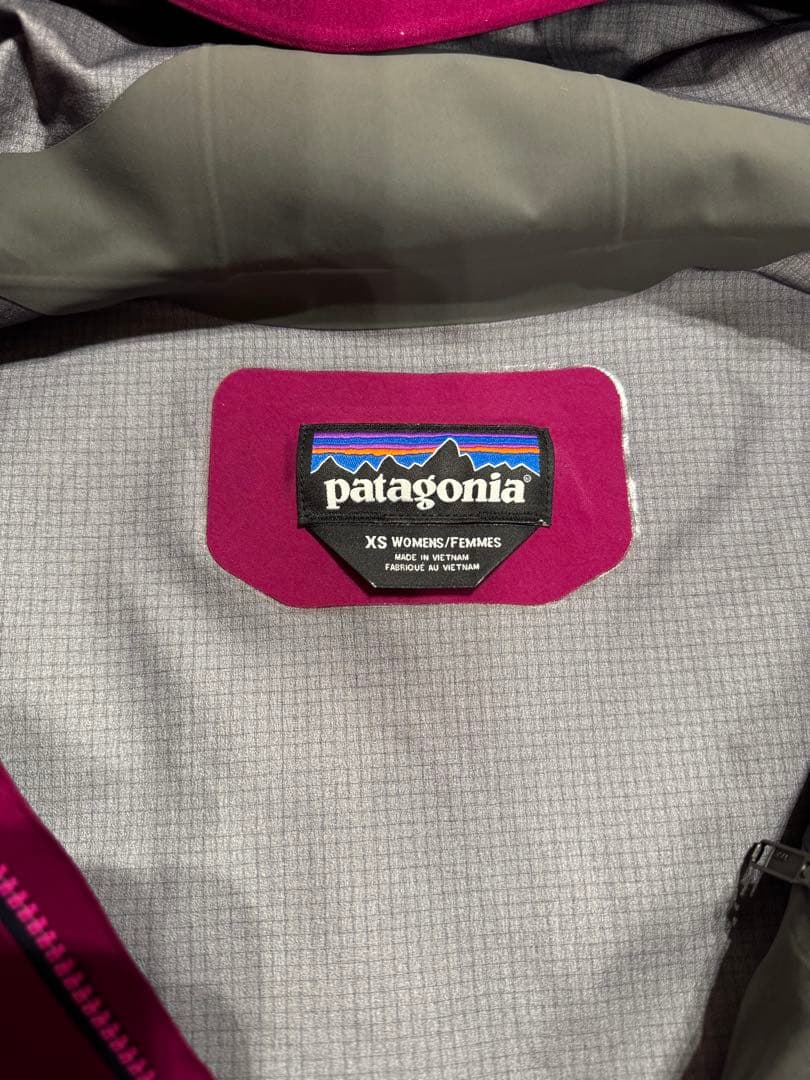 patagonia®
XS WOMENS/FEMMES
MADE IN VIETNAM
FABRIQUÉ AU VIETNAM